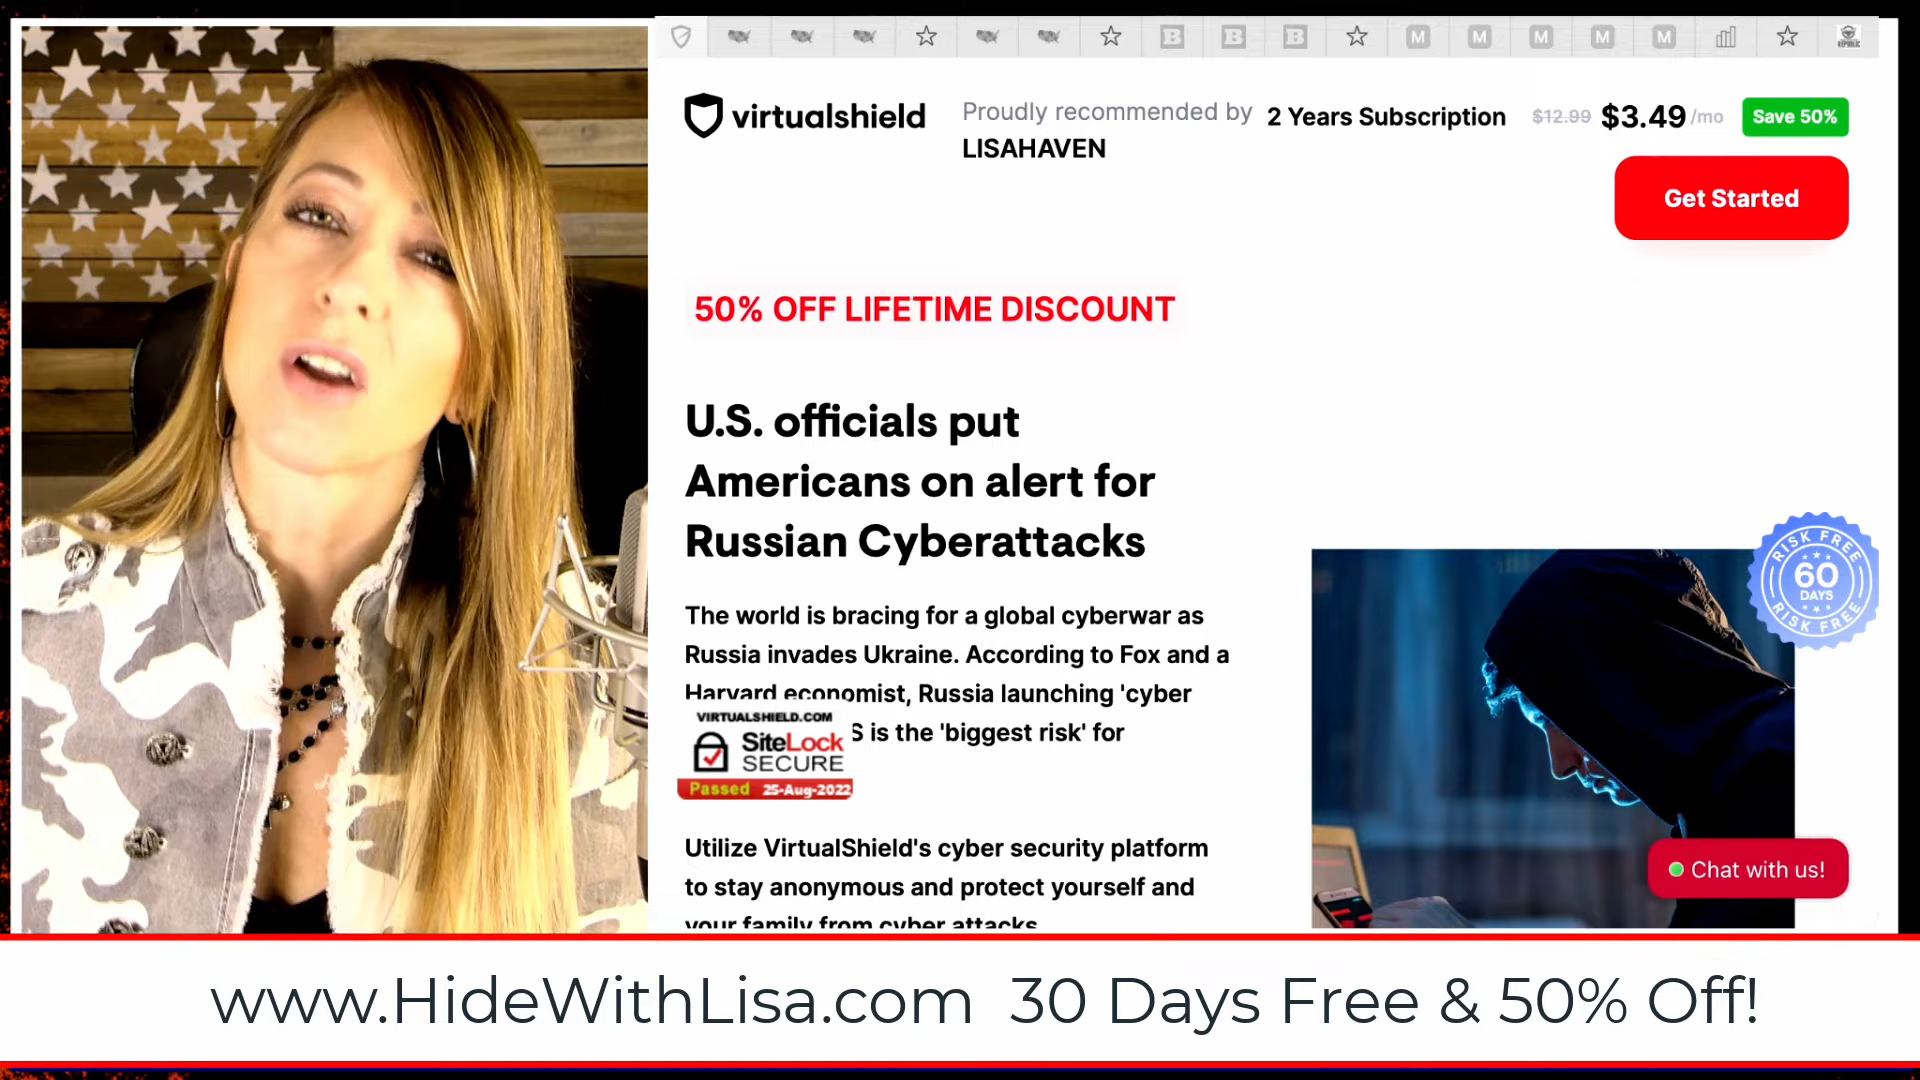 virtualshield
Proudly recommended by
LISAHAVEN
2 Years Subscription
$12.99 $3.49 /mo
Save 50%
Get Started
50% OFF LIFETIME DISCOUNT
U.S. officials put
Americans on alert for
Russian Cyberattacks
The world is bracing for a global cyberwar as
Russia invades Ukraine. According to Fox and a
Harvard economist, Russia launching 'cyber
S is the 'biggest risk' for
VIRTUALSHIELD.COM
SiteLock
SECURE
Passed 25-Aug-2022
Utilize VirtualShield's cyber security platform
to stay anonymous and protect yourself and
your family from cyber attacks.
RISK FREE
60
DAYS
RISK FREE
Chat with us!
B
B
B
M
M
M
M
M
REPUBLIC
www.HideWithLisa.com 30 Days Free & 50% Off!